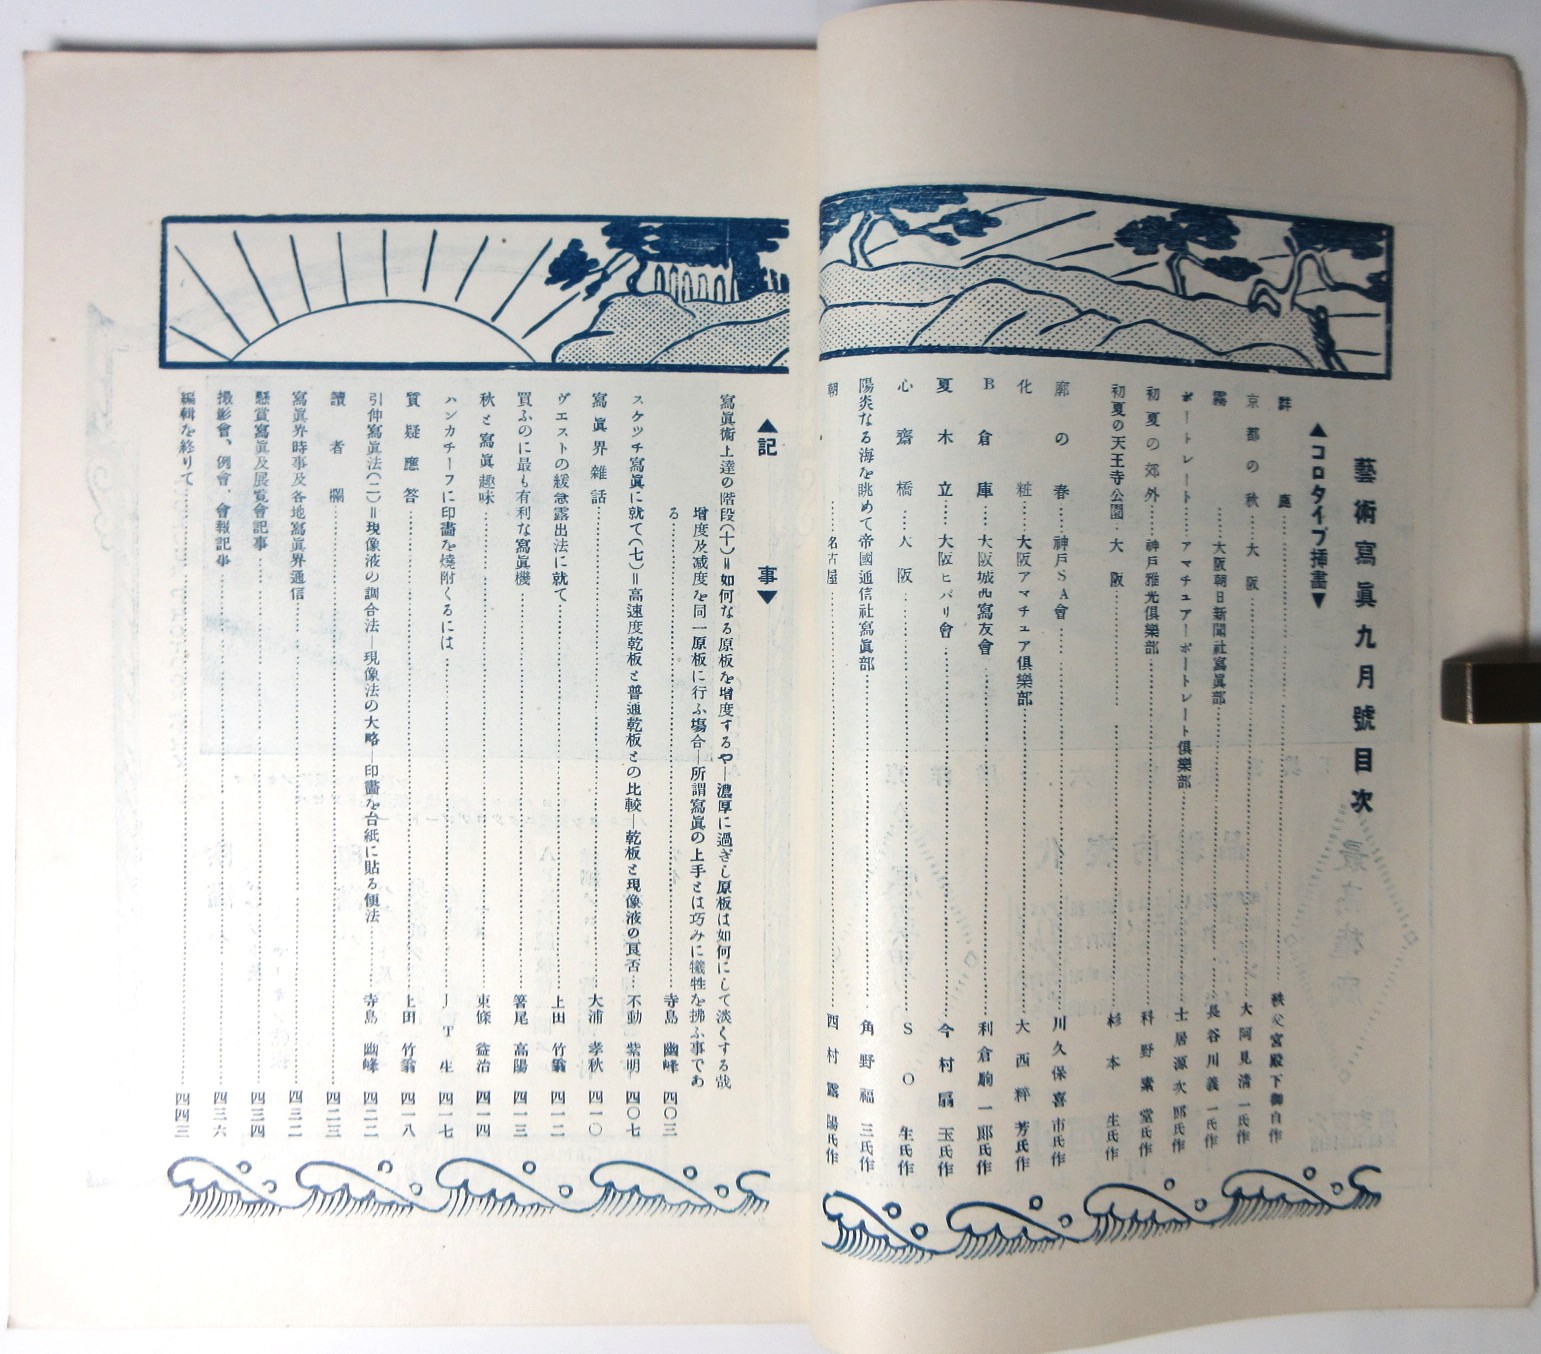 藝術寫眞九月號目次
▲コロタイプ挿畫▼
群鹿 秩父宮殿下御自作
京都の秋 大阪 大阿見淸一氏作
霧 大阪朝日新聞社寫眞部 長谷川義一氏作
ポートレート アマチュアーポートレート倶樂部 土居源次郎氏作
初夏の郊外 神戸雅光倶樂部 科野素堂氏作
初夏の天王寺公園 大阪 杉本生氏作
廓の春 神戸SA會 川久保喜市氏作
化粧 大阪アマチュア倶樂部 大西粹芳氏作
B倉庫 大阪城西寫友會 利倉駒一郎氏作
夏木立 大阪ヒバリ會 今村扇玉氏作
心齋橋 大阪 SO生氏作
陽炎なる海を眺めて 帝國通信社寫眞部 角野福三氏作
朝 名古屋 西村露陽氏作
▲記事▼
寫眞術上達の階段(十)=如何なる原板を增度するや―濃厚に過ぎし原板は如何にして淡くする哉
增度及減度を同一原板に行ふ塲合―所謂寫眞の上手とは巧みに犠牲を拂ふ事であ
る 寺島幽峰 四〇三
スケッチ寫眞に就て(七)=高速度乾板と普通乾板との比較―乾板と現像液の良否 不動紫明 四〇七
寫眞界雜話 大浦孝秋 四一〇
ヴエストの緩急露出法に就て 上田竹翁 四一二
買ふのに最も有利な寫眞機 箸尾高陽 四一三
秋と寫眞趣味 東條益治 四一四
ハンカチーフに印畵を燒附くるには JT生 四一七
質疑應答 上田竹翁 四一八
引伸寫眞法(二)=現像液の調合法―現像法の大略―印畵を台紙に貼る順法 寺島幽峰 四二二
讀者欄 四二三
寫眞界時事及各地寫眞界通信 四三二
懸賞寫眞及展覧會記事 四三四
撮影會、例會、會報記事 四三六
編輯を終りて 四四三